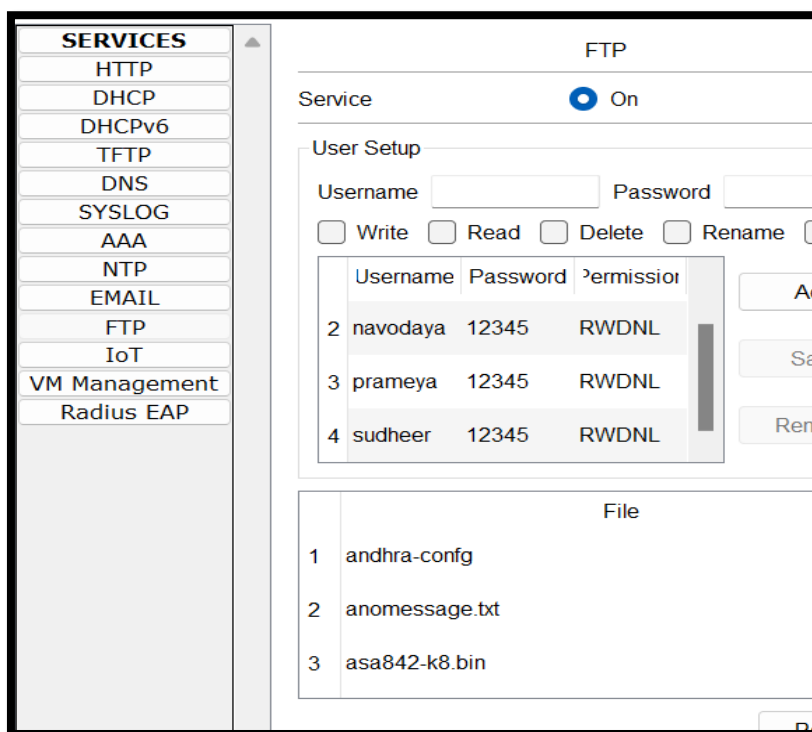 SERVICES
HTTP
DHCP
DHCPv6
TFTP
DNS
SYSLOG
AAA
NTP
EMAIL
FTP
IoT
VM Management
Radius EAP
FTP
Service On
User Setup
Username Password
Write Read Delete Rename
Username Password Permission
2 navodaya 12345 RWDNL
3 prameya 12345 RWDNL
4 sudheer 12345 RWDNL
File
1 andhra-confg
2 anomessage.txt
3 asa842-k8.bin